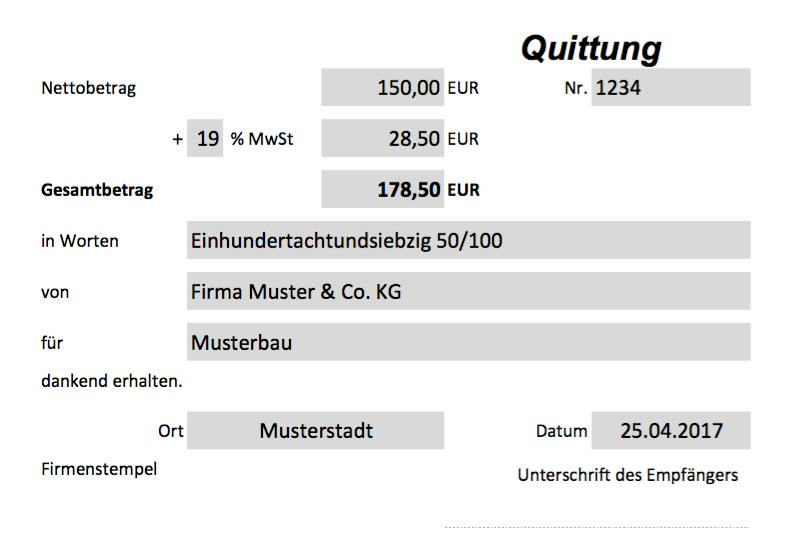 Quittung
Nettobetrag 150,00 EUR Nr. 1234
+ 19 % MwSt 28,50 EUR
Gesamtbetrag 178,50 EUR
in Worten Einhundertachtundsiebzig 50/100
von Firma Muster & Co. KG
für Musterbau
dankend erhalten.
Ort Musterstadt Datum 25.04.2017
Firmenstempel Unterschrift des Empfängers